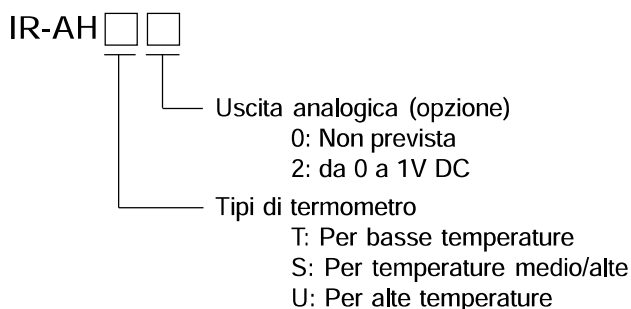 IR-AH□□
Uscita analogica (opzione)
0: Non prevista
2: da 0 a 1V DC
Tipi di termometro
T: Per basse temperature
S: Per temperature medio/alte
U: Per alte temperature